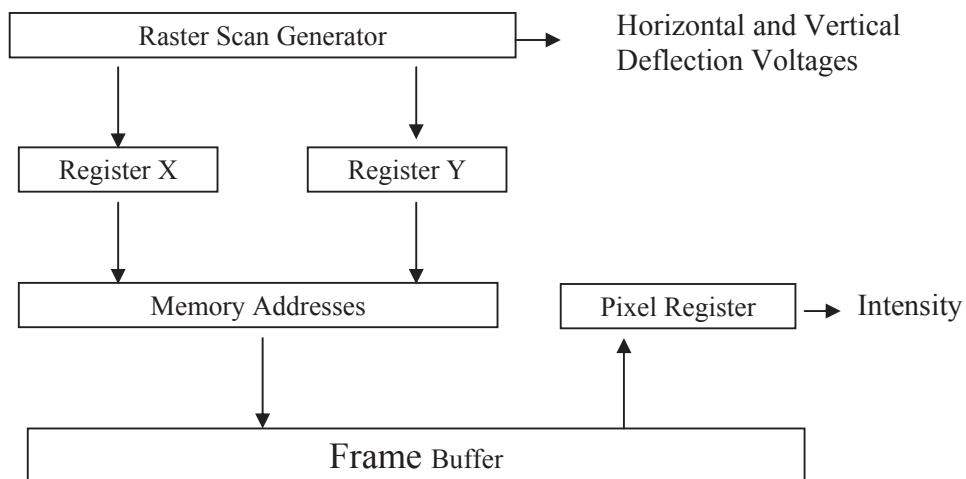 Raster Scan Generator
Horizontal and Vertical
Deflection Voltages
Register X
Register Y
Memory Addresses
Pixel Register
Intensity
Frame Buffer